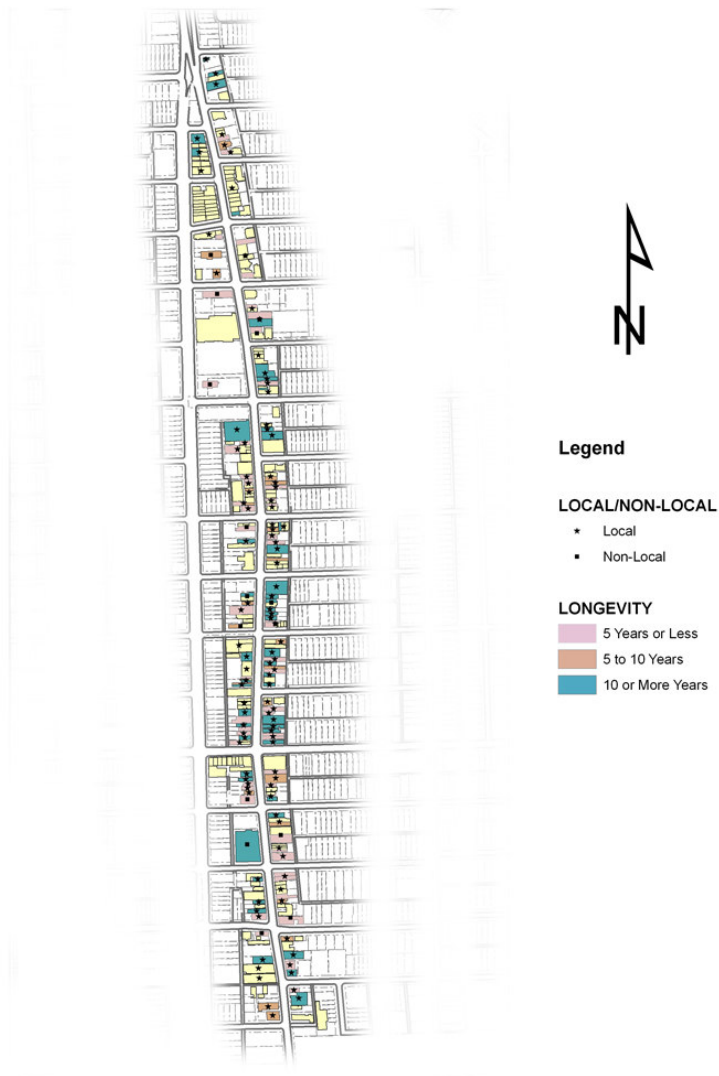 N
Legend
LOCAL/NON-LOCAL
Local
Non-Local
LONGEVITY
5 Years or Less
5 to 10 Years
10 or More Years